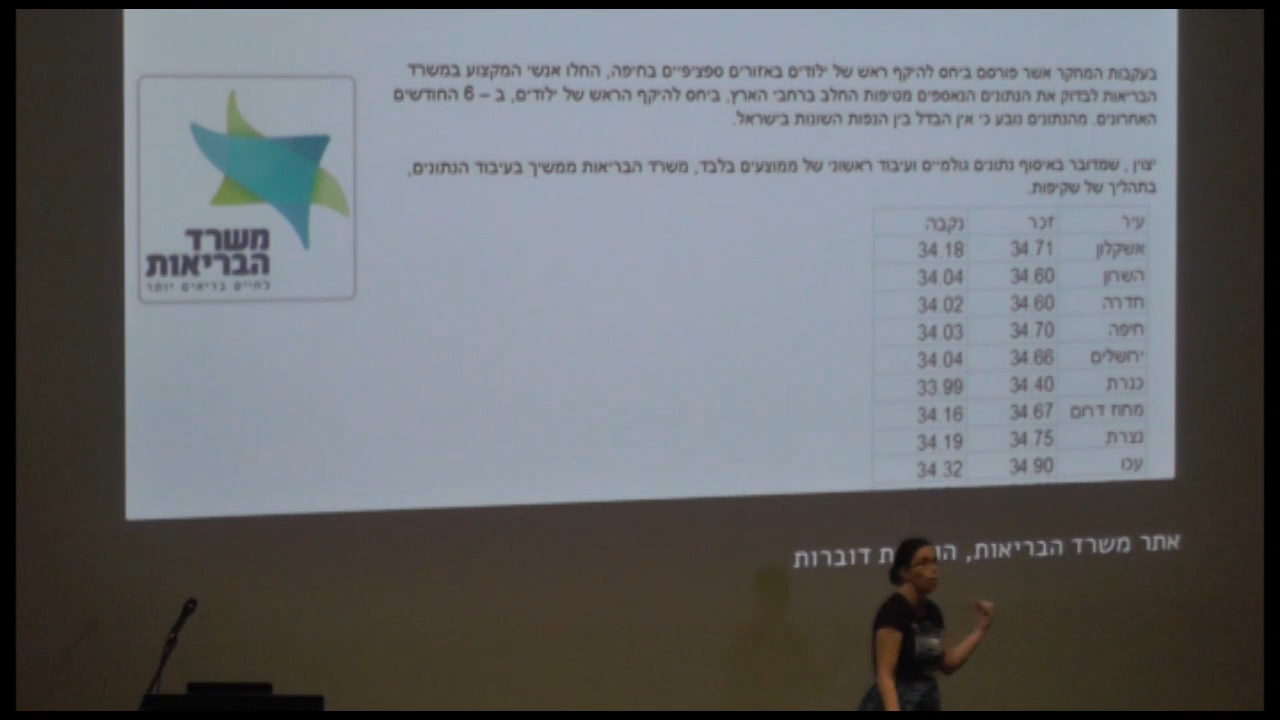 בעקבות המחקר אשר פורסם ביחס להיקף ראש של ילודים באזורים ספציפיים בחיפה, החלו אנשי המקצוע במשרד
הבריאות לבדוק את הנתונים הנאספים מטיפות החלב ברחבי הארץ, ביחס להיקף הראש של ילודים, ב – 6 החודשים
האחרונים. מהנתונים נובע כי אין הבדל בין הנפות השונות בישראל.
יצוין , שמדובר באיסוף נתונים גולמיים ועיבוד ראשוני של ממוצעים בלבד, משרד הבריאות ממשיך בעיבוד הנתונים,
בתהליך של שקיפות.
משרד
הבריאות
לחיים בריאים יותר
עיר זכר נקבה
אשקלון 34.71 34.18
השרון 34.60 34.04
חדרה 34.60 34.02
חיפה 34.70 34.03
ירושלים 34.66 34.04
כנרת 34.40 33.99
מחוז דרום 34.67 34.16
נצרת 34.75 34.19
עכו 34.90 34.32
אתר משרד הבריאות, דוברות